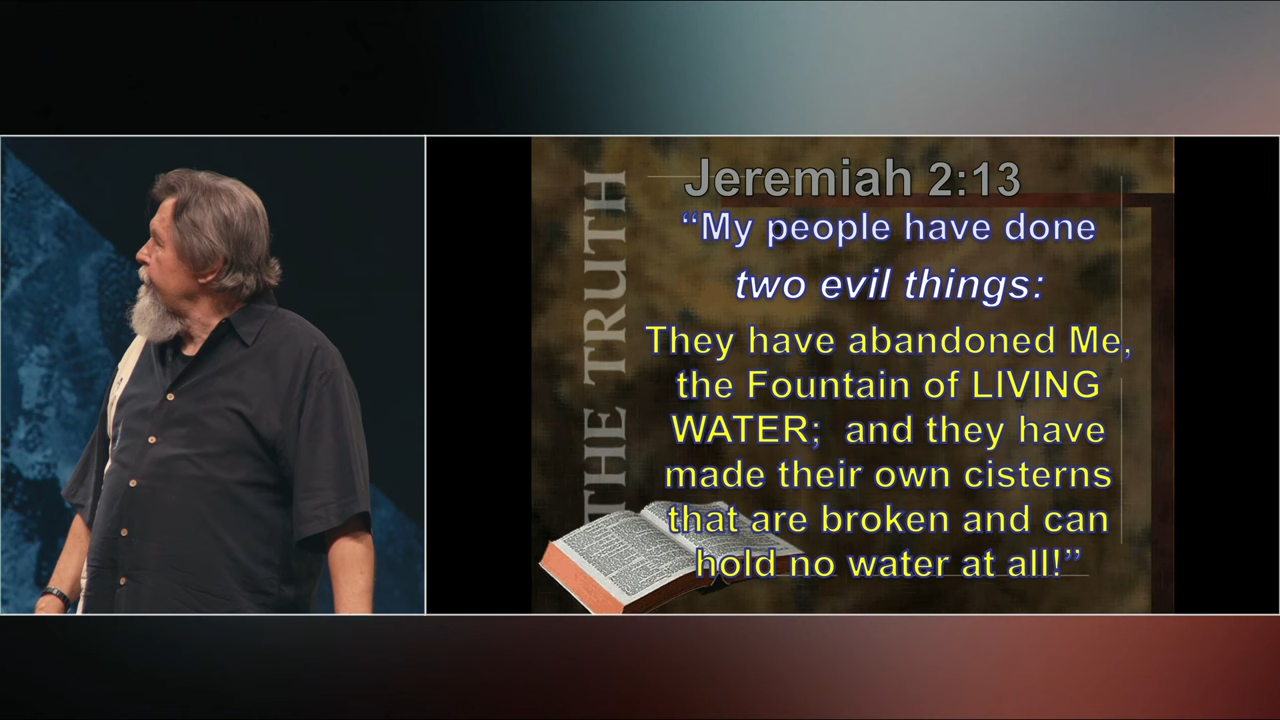 THE TRUTH
Jeremiah 2:13
“My people have done
two evil things:
They have abandoned Me,
the Fountain of LIVING
WATER;  and they have
made their own cisterns
that are broken and can
hold no water at all!”